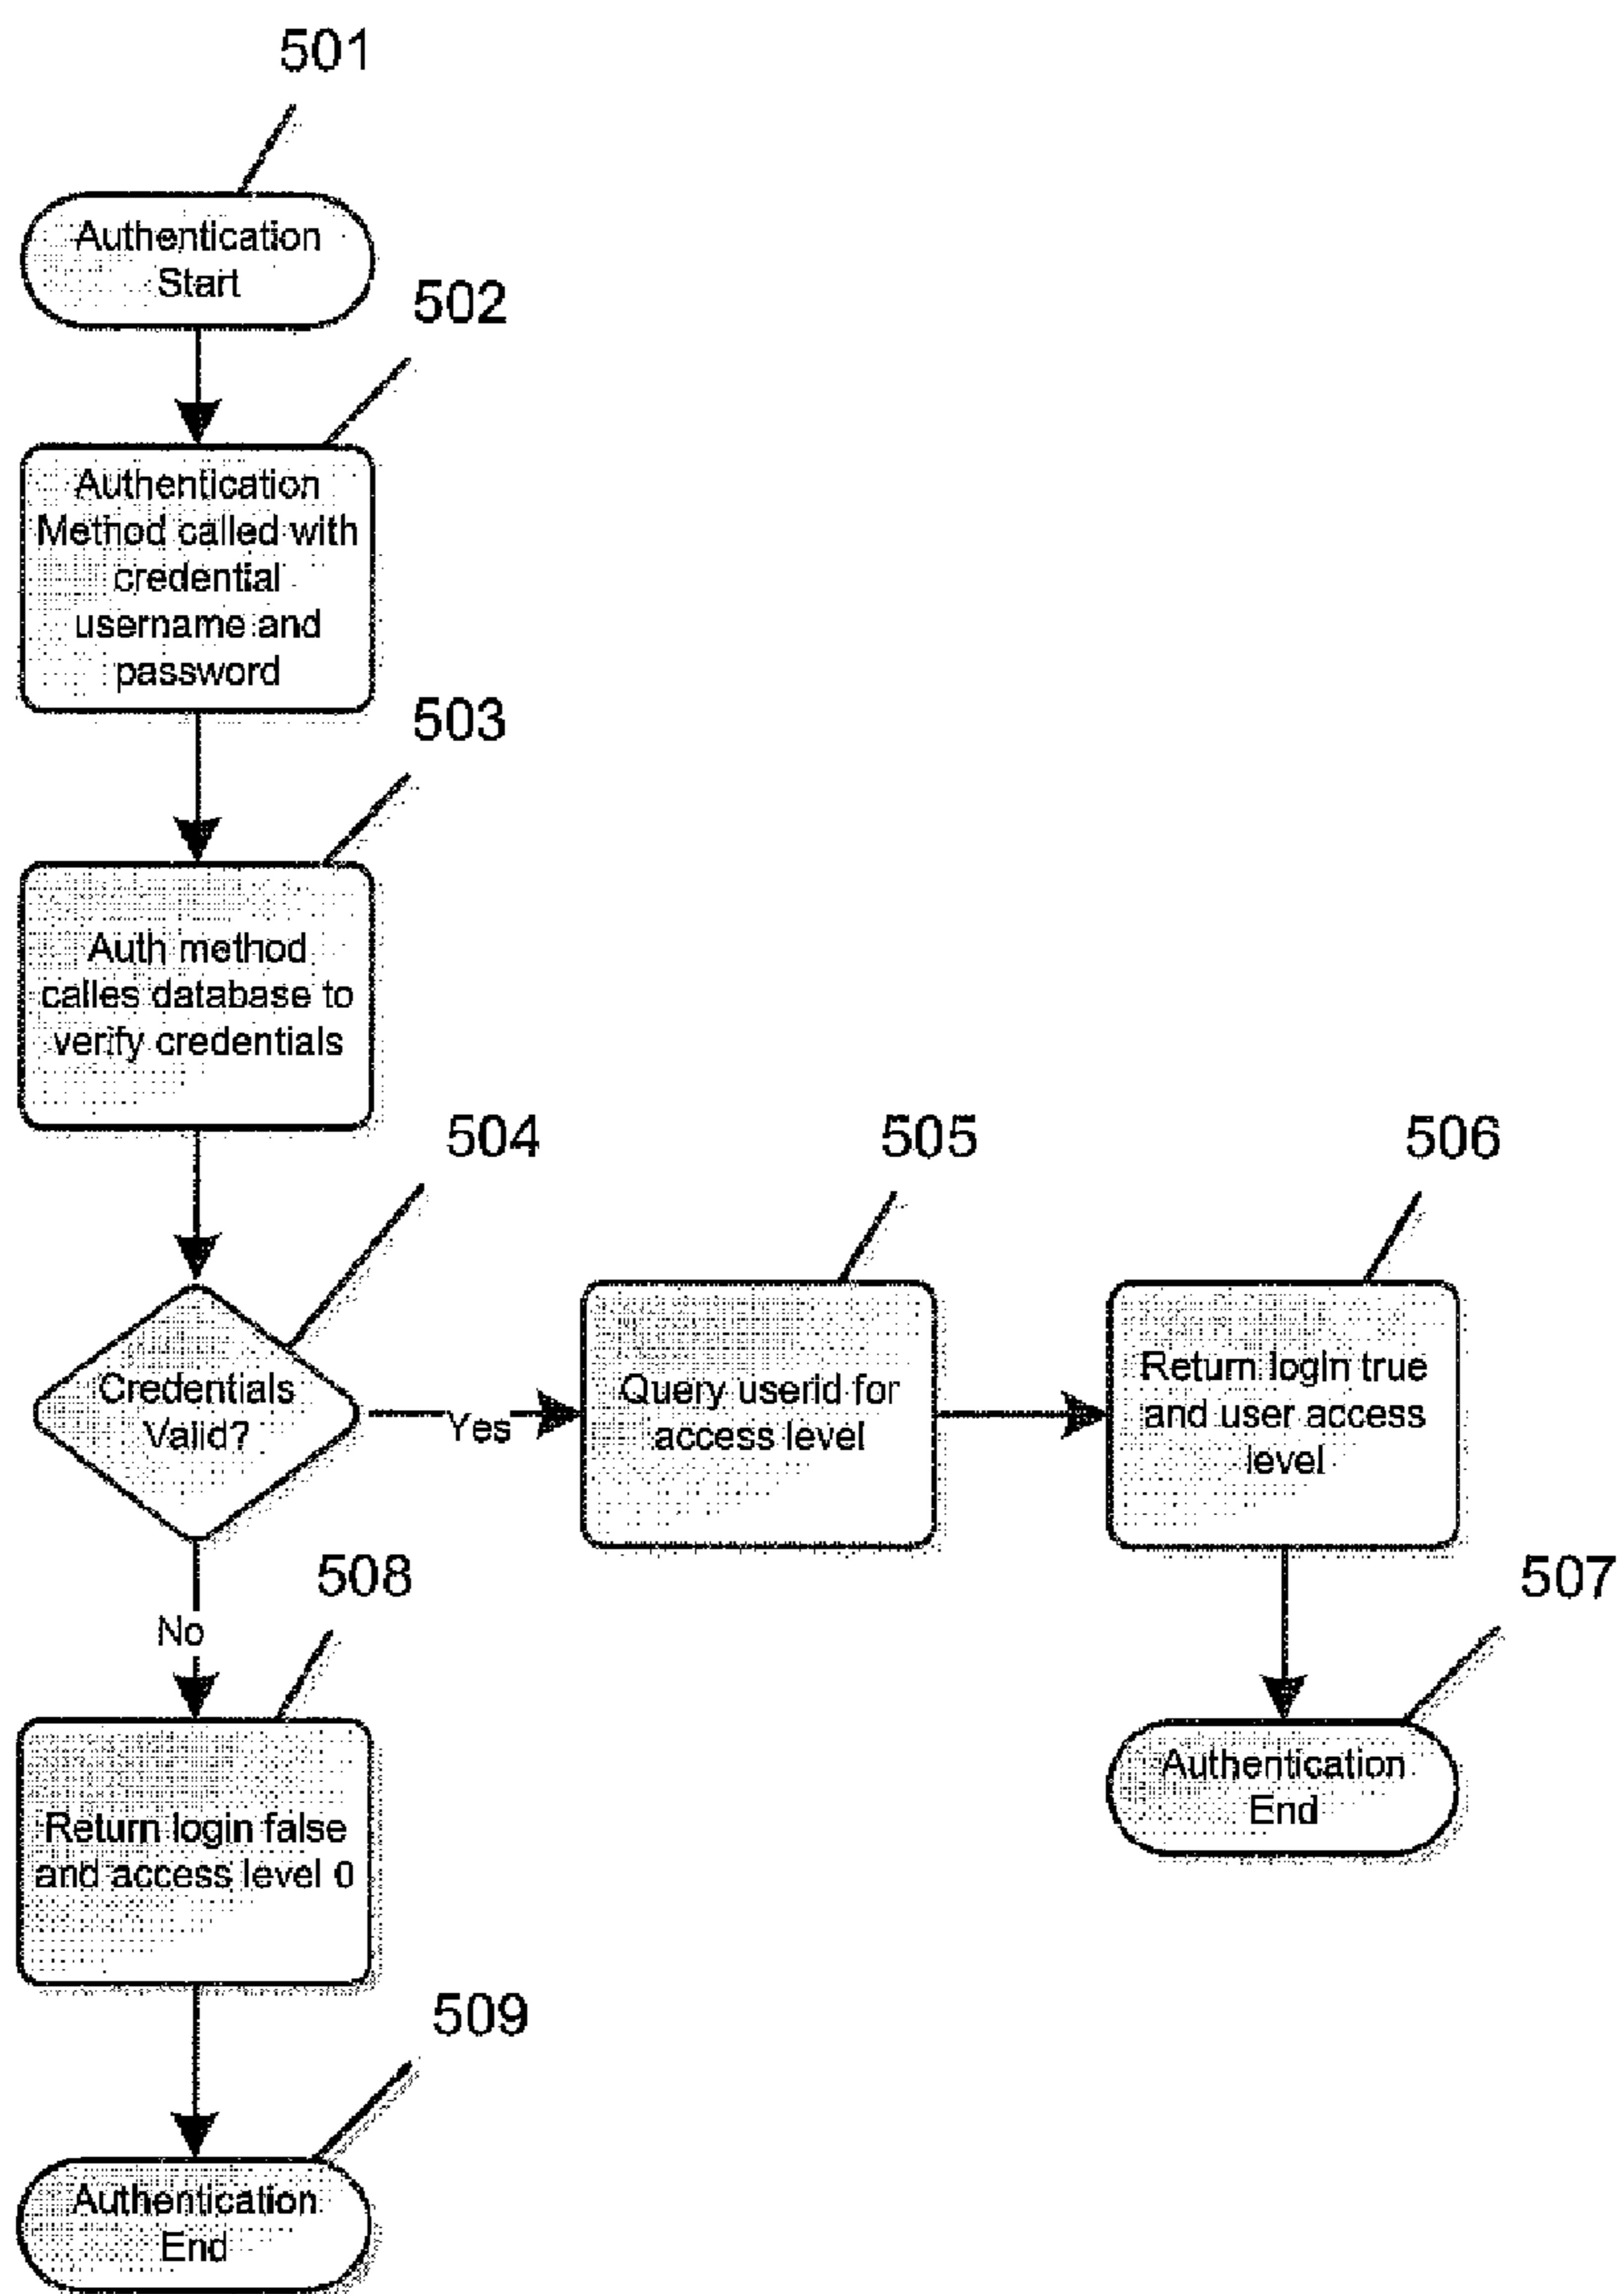 501
Authentication
Start
502
Authentication
Method called with
credential
username and
password
503
Auth method
calles database to
verify credentials
504
Credentials
Valid?
Yes
505
Query userid for
access level
506
Return login true
and user access
level
507
Authentication
End
No
508
Return login false
and access level 0
509
Authentication
End